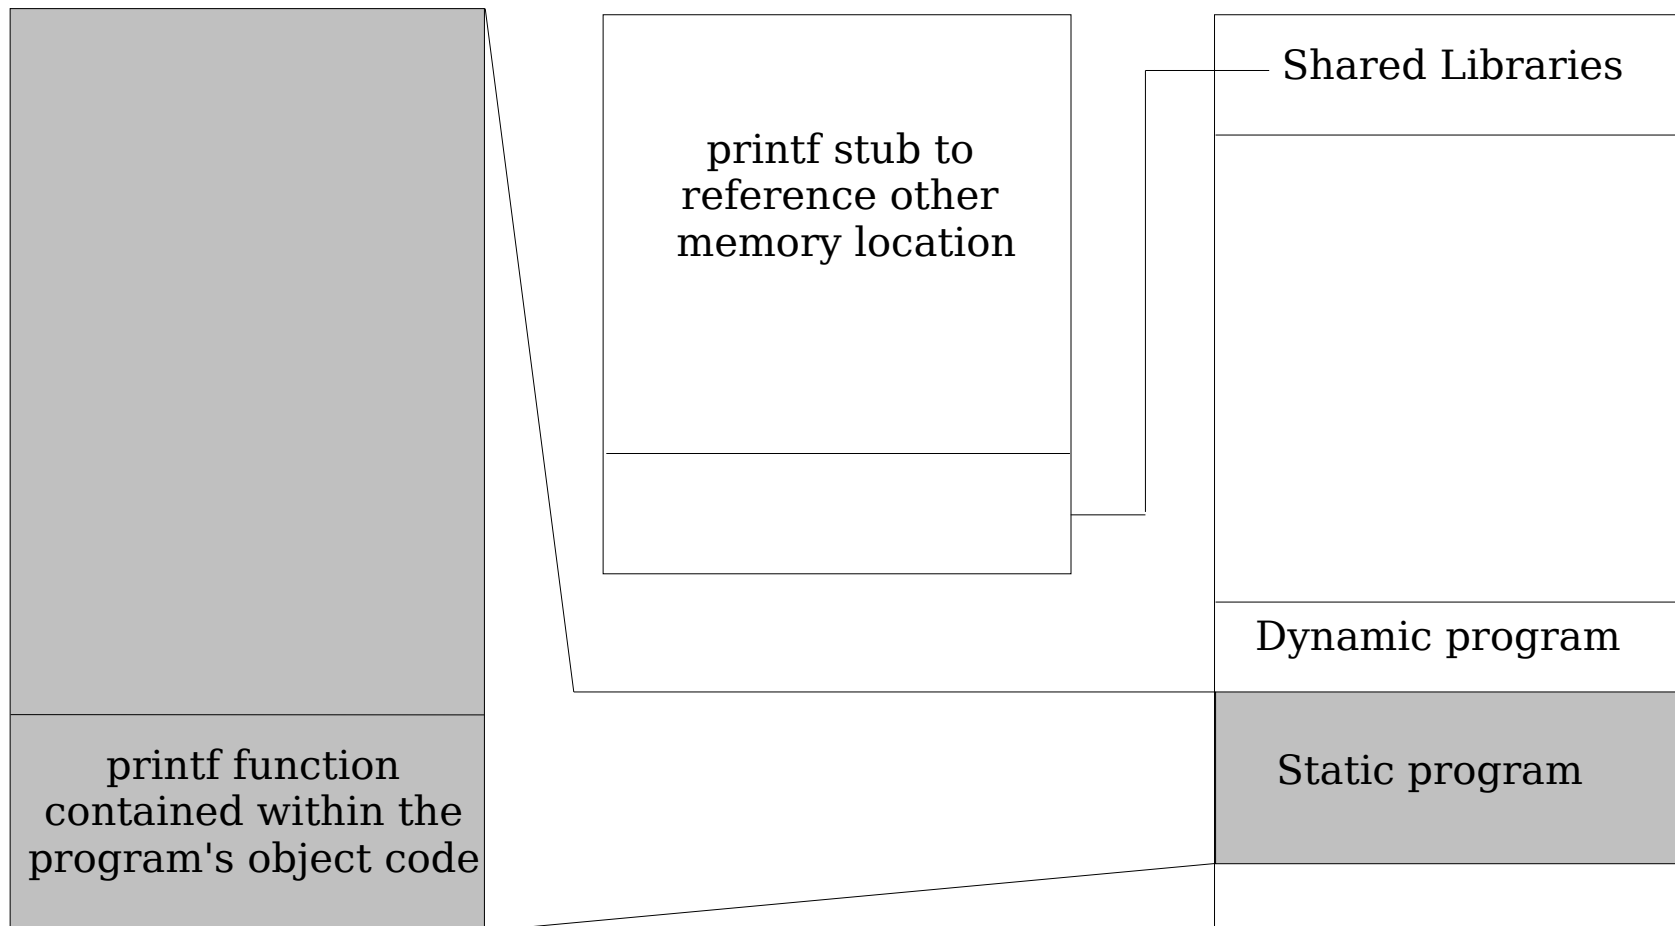 Shared Libraries
printf stub to
reference other
memory location
Dynamic program
Static program
printf function
contained within the
program's object code